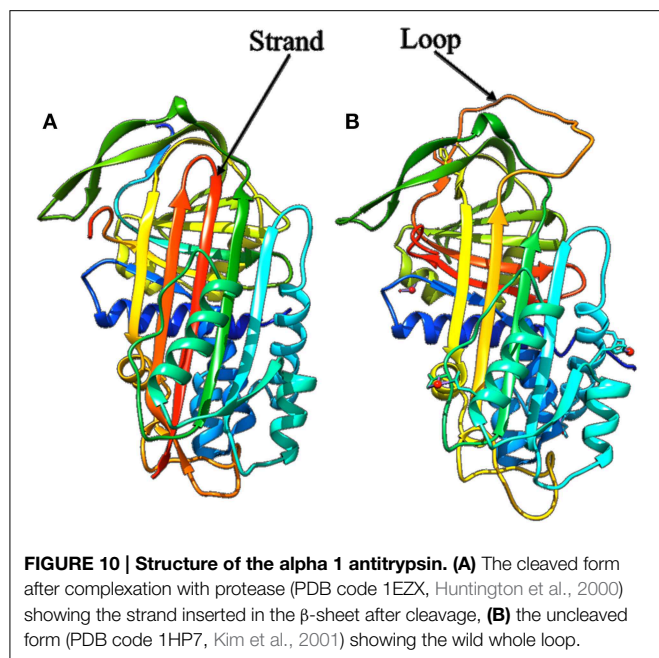 Strand
Loop
A
B
FIGURE 10 | Structure of the alpha 1 antitrypsin. (A) The cleaved form
after complexation with protease (PDB code 1EZX, Huntington et al., 2000)
showing the strand inserted in the β-sheet after cleavage, (B) the uncleaved
form (PDB code 1HP7, Kim et al., 2001) showing the wild whole loop.